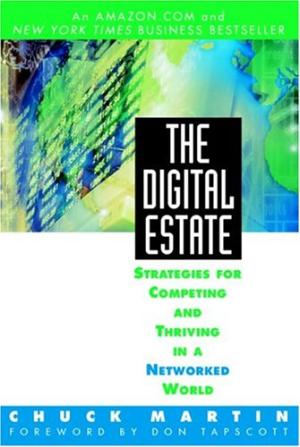 An AMAZON.COM and
NEW YORK TIMES BUSINESS BESTSELLER
THE
DIGITAL
ESTATE
STRATEGIES FOR
COMPETING
AND
THRIVING
IN A
NETWORKED
WORLD
CHUCK MARTIN
FOREWORD BY DON TAPSCOTT